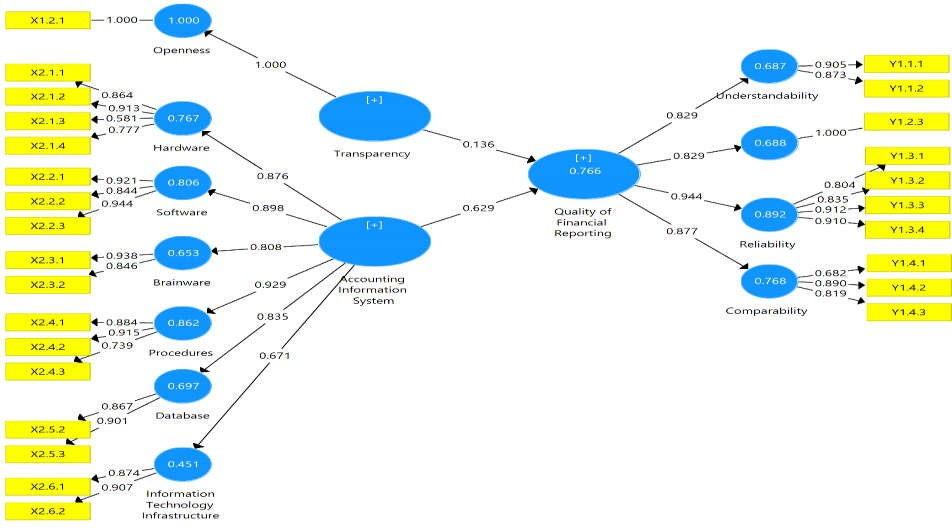 X1.2.1
1.000
1.000
Openness
1.000
X2.1.1
X2.1.2
X2.1.3
X2.1.4
0.864
0.913
0.581
0.777
0.767
Hardware
0.876
X2.2.1
X2.2.2
X2.2.3
0.921
0.844
0.944
0.806
Software
0.898
X2.3.1
X2.3.2
0.938
0.846
0.653
Brainware
0.808
X2.4.1
X2.4.2
X2.4.3
0.884
0.915
0.739
0.862
Procedures
0.929
X2.5.2
X2.5.3
0.867
0.901
0.697
Database
0.835
X2.6.1
X2.6.2
0.874
0.907
0.451
Information
Technology
Infrastructure
0.671
[+]
Transparency
0.136
[+]
Accounting
Information
System
0.629
[+]
0.766
Quality of
Financial
Reporting
0.829
0.687
Understandability
0.905
0.873
Y1.1.1
Y1.1.2
0.829
0.688
1.000
Y1.2.3
0.944
0.892
Reliability
0.804
0.835
0.912
0.910
Y1.3.1
Y1.3.2
Y1.3.3
Y1.3.4
0.877
0.768
Comparability
0.682
0.890
0.819
Y1.4.1
Y1.4.2
Y1.4.3